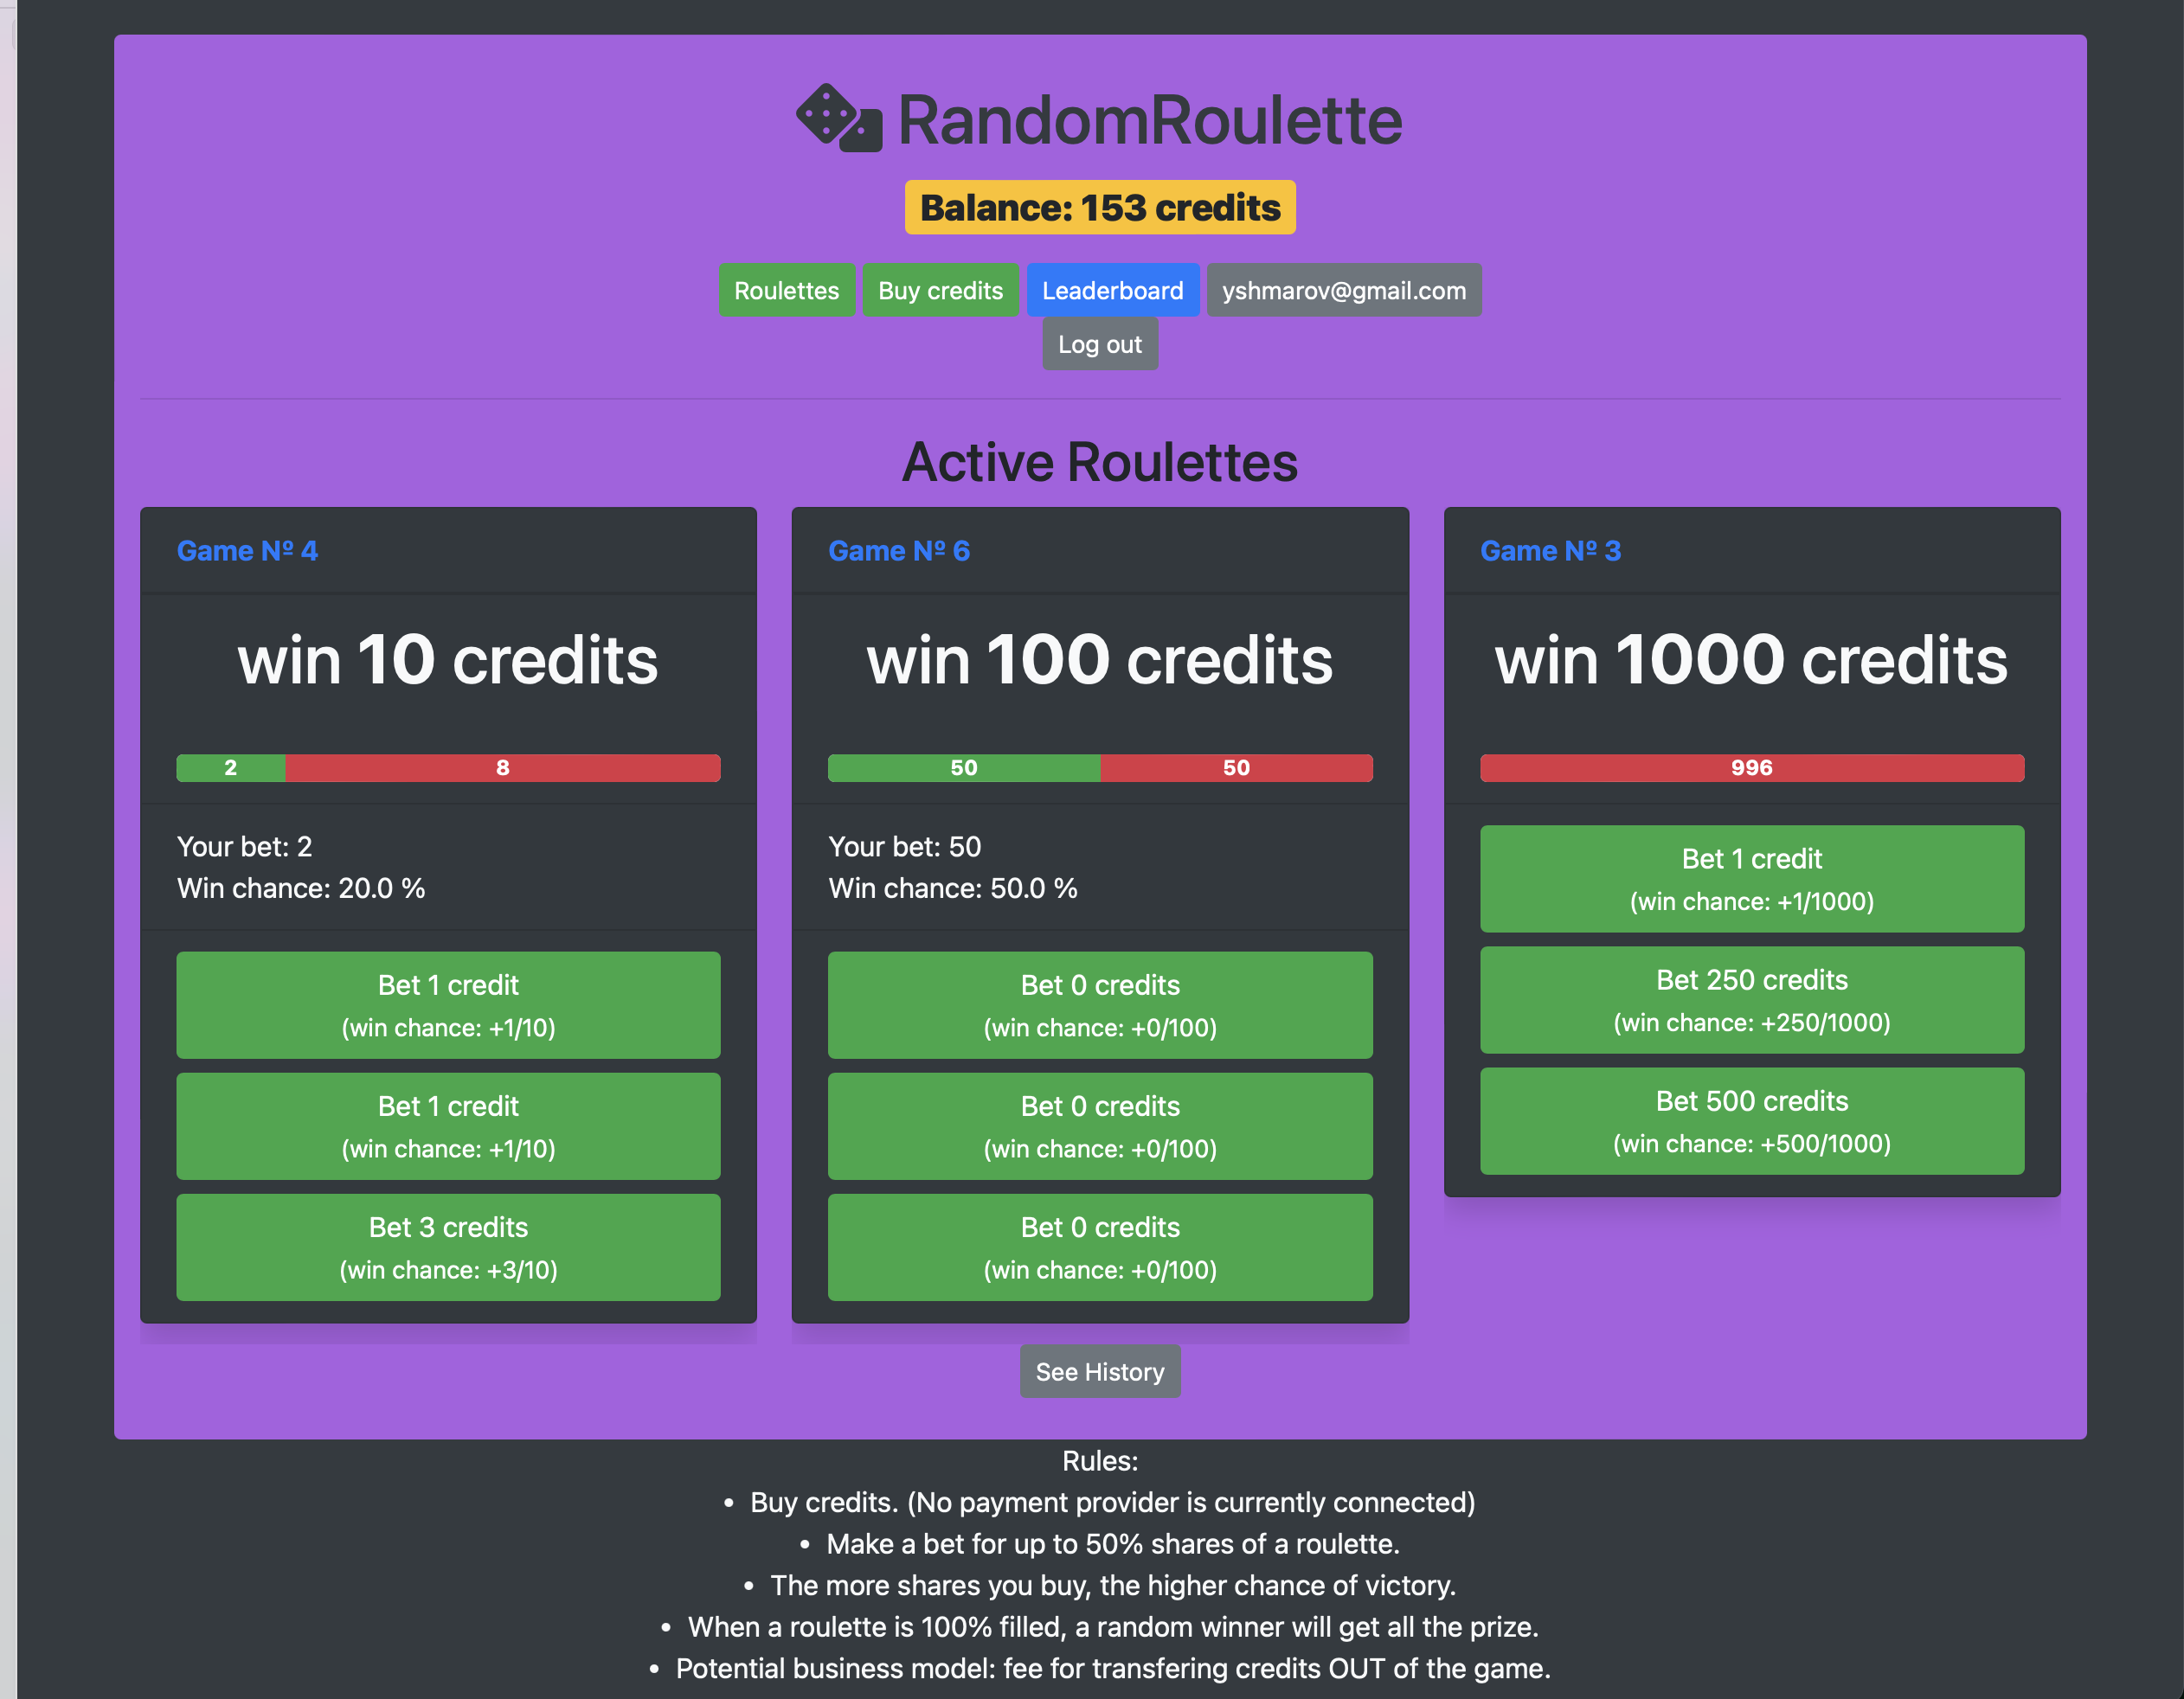 RandomRoulette
Balance: 153 credits
Roulettes
Buy credits
Leaderboard
yshmarov@gmail.com
Log out
Active Roulettes
Game Nº 4
win 10 credits
2
8
Your bet: 2
Win chance: 20.0 %
Bet 1 credit
(win chance: +1/10)
Bet 1 credit
(win chance: +1/10)
Bet 3 credits
(win chance: +3/10)
Game Nº 6
win 100 credits
50
50
Your bet: 50
Win chance: 50.0 %
Bet 0 credits
(win chance: +0/100)
Bet 0 credits
(win chance: +0/100)
Bet 0 credits
(win chance: +0/100)
Game Nº 3
win 1000 credits
996
Bet 1 credit
(win chance: +1/1000)
Bet 250 credits
(win chance: +250/1000)
Bet 500 credits
(win chance: +500/1000)
See History
Rules:
• Buy credits. (No payment provider is currently connected)
• Make a bet for up to 50% shares of a roulette.
• The more shares you buy, the higher chance of victory.
• When a roulette is 100% filled, a random winner will get all the prize.
• Potential business model: fee for transfering credits OUT of the game.